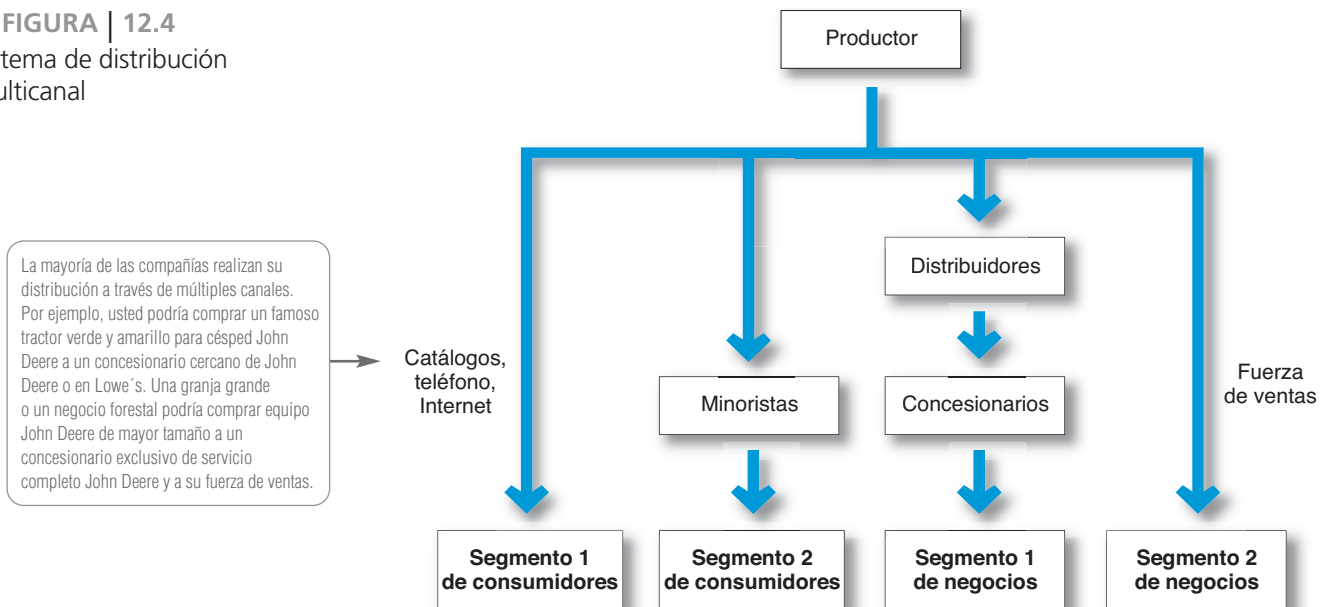 FIGURA | 12.4
tema de distribución
ulticanal
Productor
La mayoría de las compañías realizan su
distribución a través de múltiples canales.
Por ejemplo, usted podría comprar un famoso
tractor verde y amarillo para césped John
Deere a un concesionario cercano de John
Deere o en Lowe´s. Una granja grande
o un negocio forestal podría comprar equipo
John Deere de mayor tamaño a un
concesionario exclusivo de servicio
completo John Deere y a su fuerza de ventas.
Catálogos,
teléfono,
Internet
Distribuidores
Minoristas
Concesionarios
Fuerza
de ventas
Segmento 1
de consumidores
Segmento 2
de consumidores
Segmento 1
de negocios
Segmento 2
de negocios